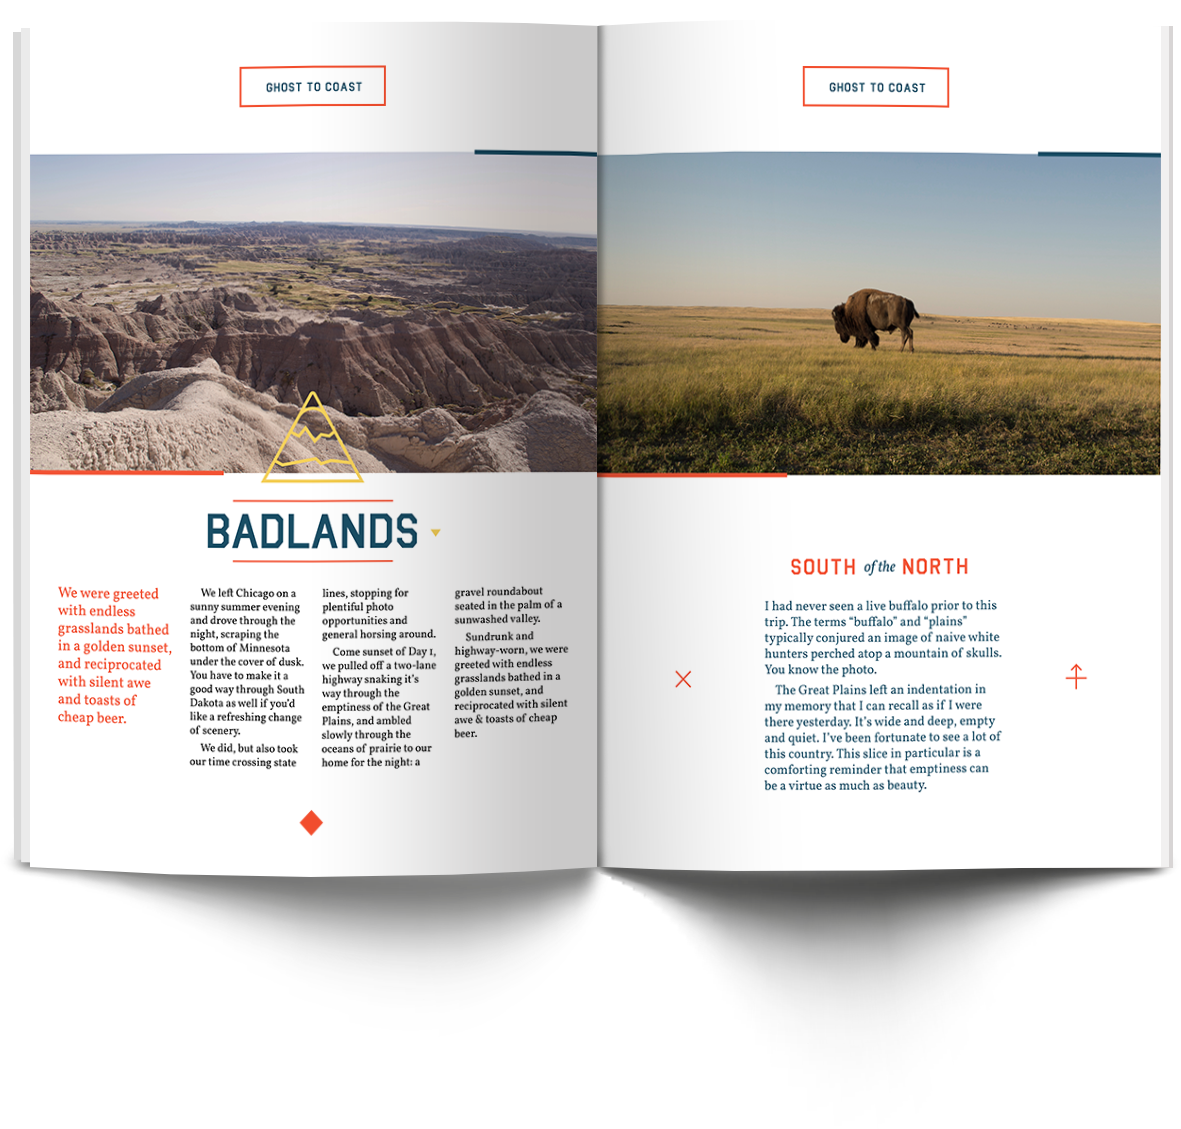 GHOST TO COAST
BADLANDS
We were greeted
with endless
grasslands bathed
in a golden sunset,
and reciprocated
with silent awe
and toasts of
cheap beer.
We left Chicago on a
sunny summer evening
and drove through the
night, scraping the
bottom of Minnesota
under the cover of dusk.
You have to make it a
good way through South
Dakota as well if you'd
like a refreshing change
of scenery.
We did, but also took
our time crossing state
lines, stopping for
plentiful photo
opportunities and
general horsing around.
Come sunset of Day 1,
we pulled off a two-lane
highway snaking it's
way through the
emptiness of the Great
Plains, and ambled
slowly through the
oceans of prairie to our
home for the night: a
gravel roundabout
seated in the palm of a
sunwashed valley.
Sundrunk and
highway-worn, we were
greeted with endless
grasslands bathed in a
golden sunset, and
reciprocated with silent
awe & toasts of cheap
beer.
GHOST TO COAST
SOUTH of the NORTH
I had never seen a live buffalo prior to this
trip. The terms “buffalo” and “plains”
typically conjured an image of naive white
hunters perched atop a mountain of skulls.
You know the photo.
The Great Plains left an indentation in
my memory that I can recall as if I were
there yesterday. It's wide and deep, empty
and quiet. I've been fortunate to see a lot of
this country. This slice in particular is a
comforting reminder that emptiness can
be a virtue as much as beauty.